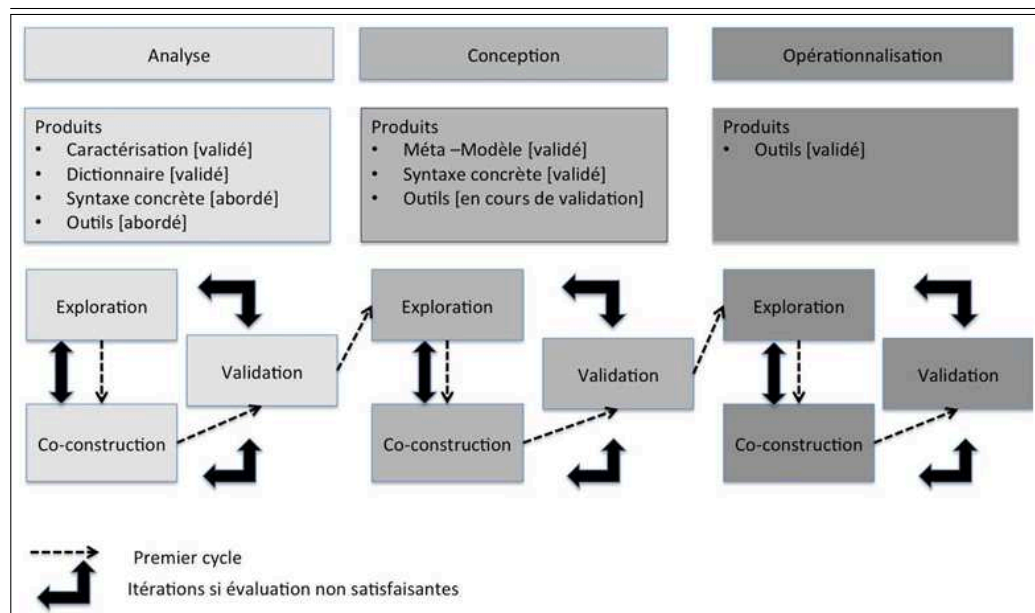 Analyse
Conception
Opérationnalisation
Produits
• Caractérisation [validé]
• Dictionnaire [validé]
• Syntaxe concrète [abordé]
• Outils [abordé]
Produits
• Méta –Modèle [validé]
• Syntaxe concrète [validé]
• Outils [en cours de validation]
Produits
• Outils [validé]
Exploration
Validation
Co-construction
Exploration
Validation
Co-construction
Exploration
Validation
Co-construction
Premier cycle
Itérations si évaluation non satisfaisantes